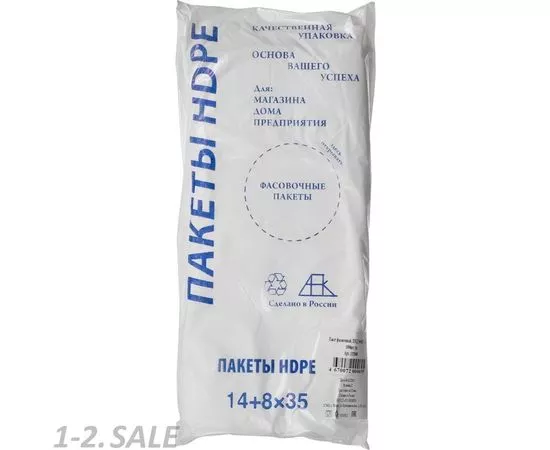 ПАКЕТЫ HDPE
КАЧЕСТВЕННАЯ
УПАКОВКА
ОСНОВА
ВАШЕГО
УСПЕХА
Для:
МАГАЗИНА
ДОМА
ПРЕДПРИЯТИЯ
ФАСОВОЧНЫЕ
ПАКЕТЫ
Сделано в России
ПАКЕТЫ HDPE
14+8×35
1-2. SALE